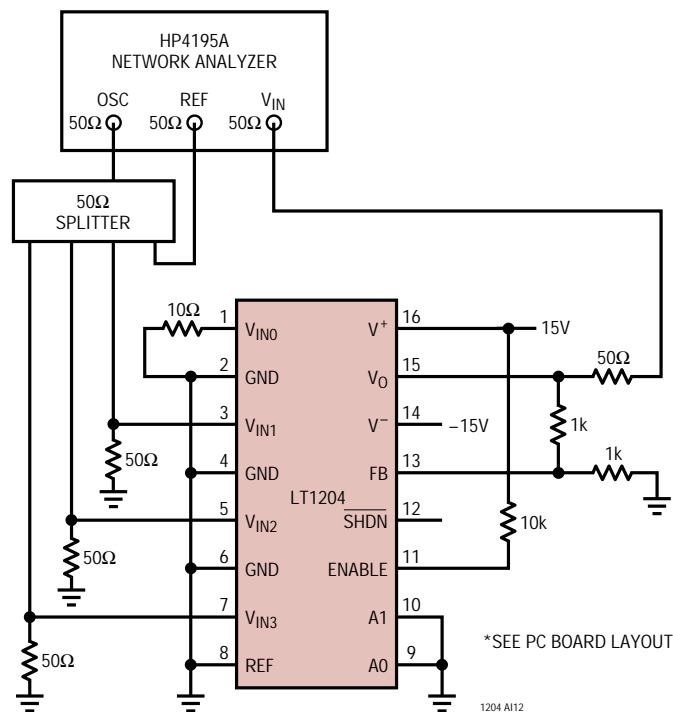 HP4195A
NETWORK ANALYZER
OSC REF VIN
50Ω 50Ω 50Ω
50Ω
SPLITTER
10Ω 1 VIN0 V+ 16 15V
2 GND VO 15 50Ω
3 VIN1 V− 14 −15V
50Ω 1k
4 GND FB 13 1k
LT1204
5 VIN2 SHDN 12
50Ω 10k
6 GND ENABLE 11
7 VIN3 A1 10
*SEE PC BOARD LAYOUT
50Ω 8 REF A0 9
1204 AI12